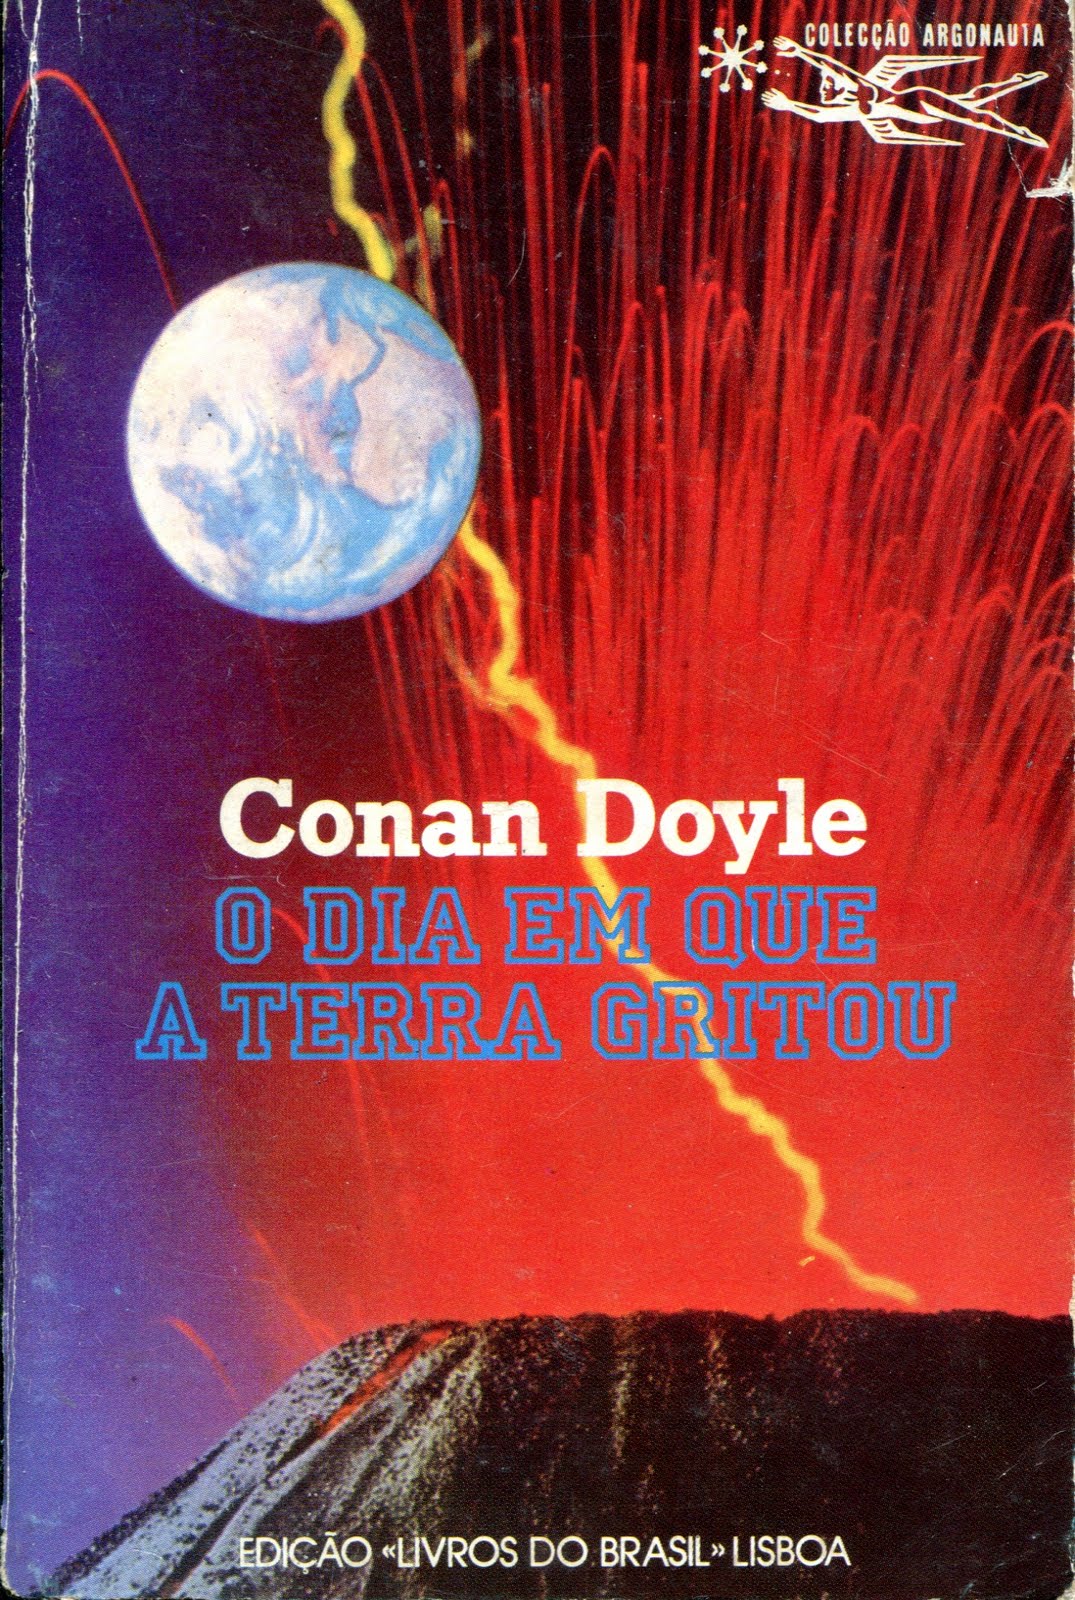 COLECÇÃO ARGONAUTA
Conan Doyle
O DIA EM QUE
A TERRA GRITOU
EDIÇÃO «LIVROS DO BRASIL» LISBOA